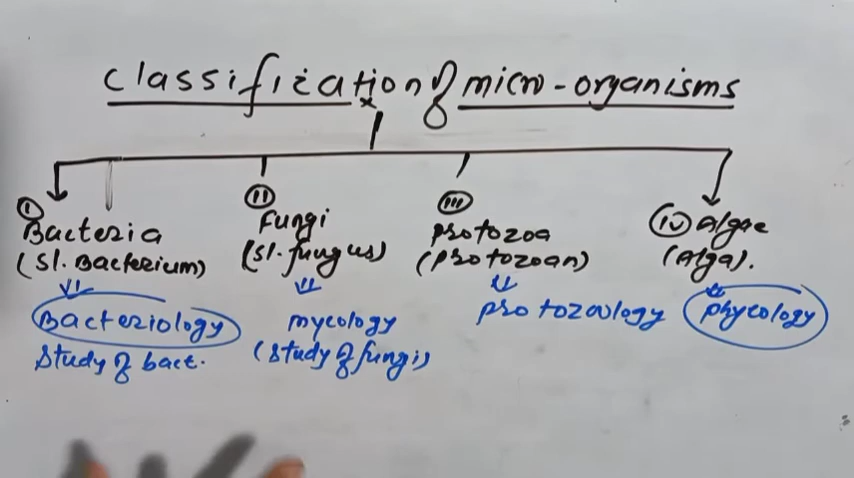 Classification of micro-organisms
(i)
Bacteria
(Sl. Bacterium)
Bacteriology
Study of bact.
(ii)
Fungi
(Sl. fungus)
mycology
(Study of fungi)
(iii)
Protozoa
(Protozoan)
Protozoology
(iv) Algae
(Alga).
Phycology